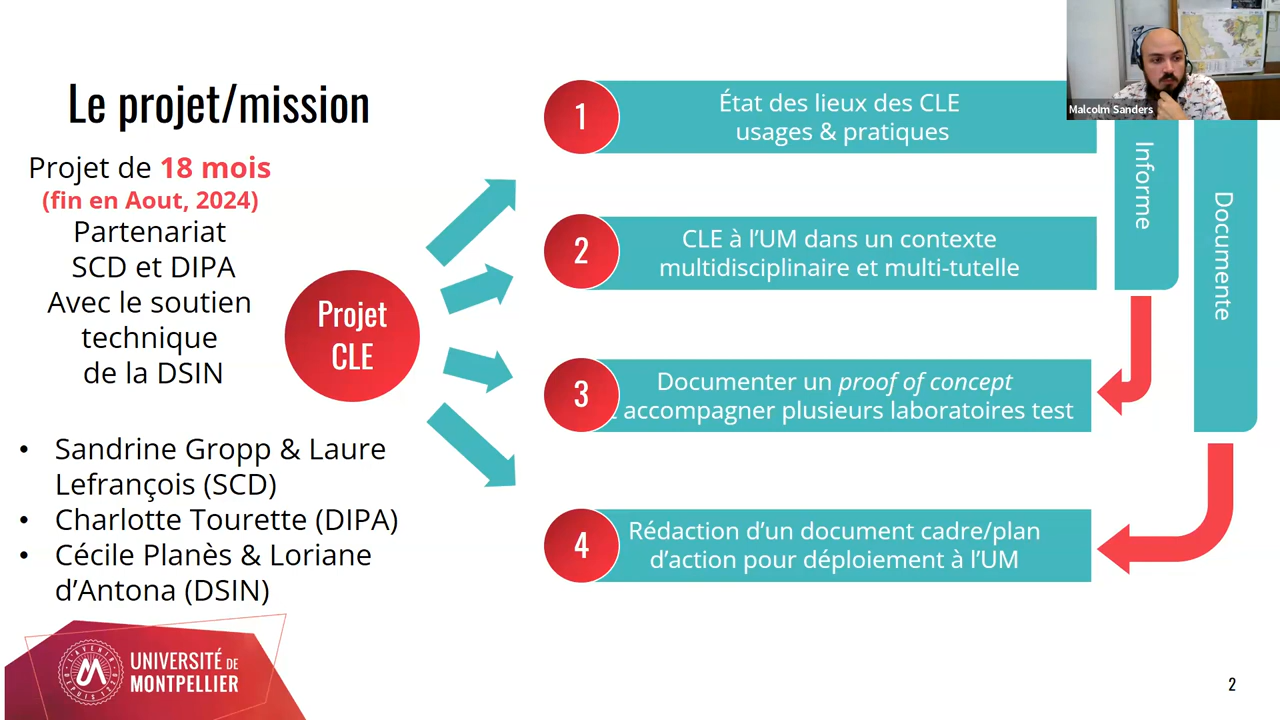 Le projet/mission
Projet de 18 mois
(fin en Aout, 2024)
Partenariat
SCD et DIPA
Avec le soutien
technique
de la DSIN
• Sandrine Gropp & Laure
Lefrançois (SCD)
• Charlotte Tourette (DIPA)
• Cécile Planès & Loriane
d'Antona (DSIN)
Projet
CLE
1
État des lieux des CLE
usages & pratiques
2
CLE à l'UM dans un contexte
multidisciplinaire et multi-tutelle
3
Documenter un proof of concept
accompagner plusieurs laboratoires test
4
Rédaction d'un document cadre/plan
d'action pour déploiement à l'UM
Informe
Documente
Malcolm Sanders
UNIVERSITÉ DE
MONTPELLIER
2